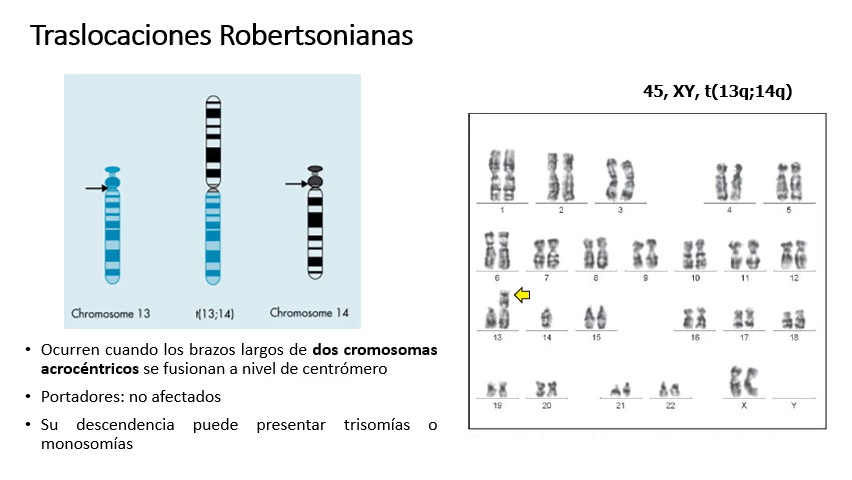 Traslocaciones Robertsonianas
45, XY, t(13q;14q)
Chromosome 13
t(13;14)
Chromosome 14
• Ocurren cuando los brazos largos de dos cromosomas
acrocéntricos se fusionan a nivel de centrómero
• Portadores: no afectados
• Su descendencia puede presentar trisomías o
monosomías
1 2 3 4 5
6 7 8 9 10 11 12
13 14 15 16 17 18
19 20 21 22 X Y